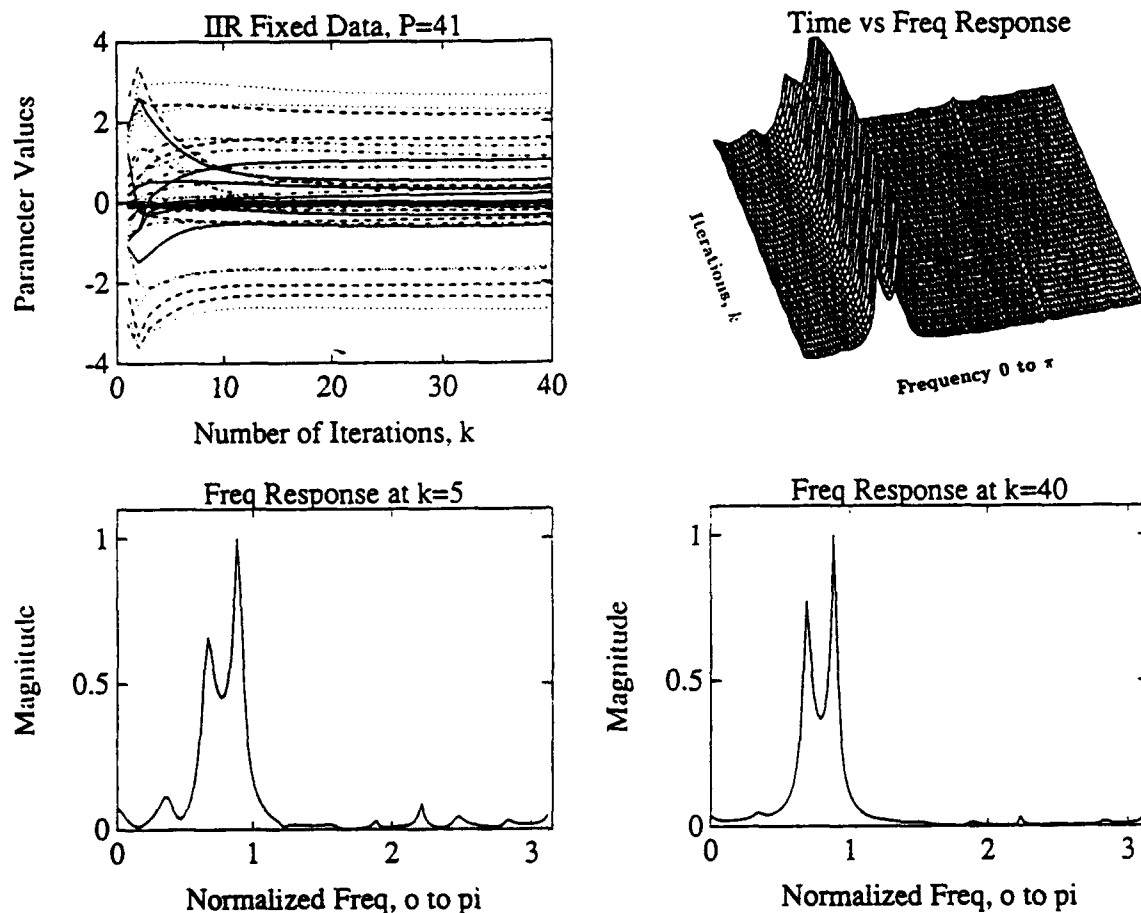 IIR Fixed Data, P=41
4
2
0
-2
-4
Parameter Values
0
10
20
30
40
Number of Iterations, k
Time vs Freq Response
Iterations, k
Frequency 0 to π
Freq Response at k=5
1
0.5
0
Magnitude
0
1
2
3
Normalized Freq, o to pi
Freq Response at k=40
1
0.5
0
Magnitude
0
1
2
3
Normalized Freq, o to pi